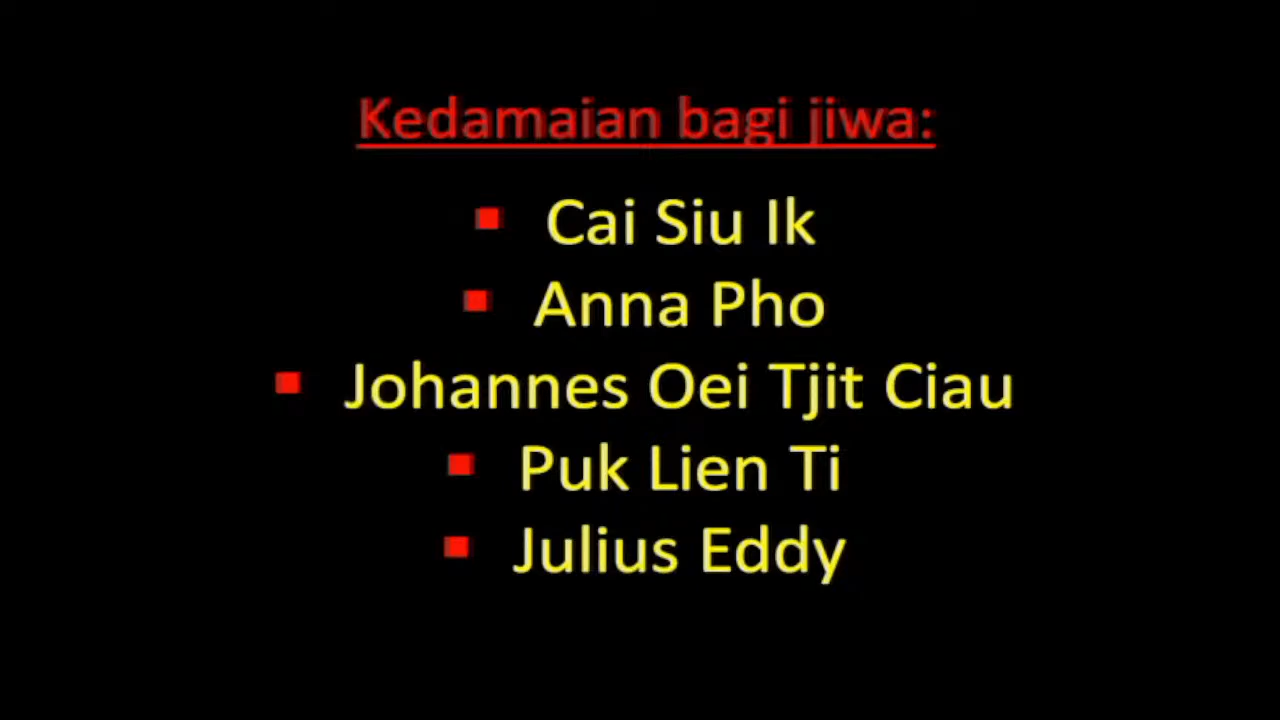 Kedamaian bagi jiwa:
▪ Cai Siu Ik
▪ Anna Pho
▪ Johannes Oei Tjit Ciau
▪ Puk Lien Ti
▪ Julius Eddy